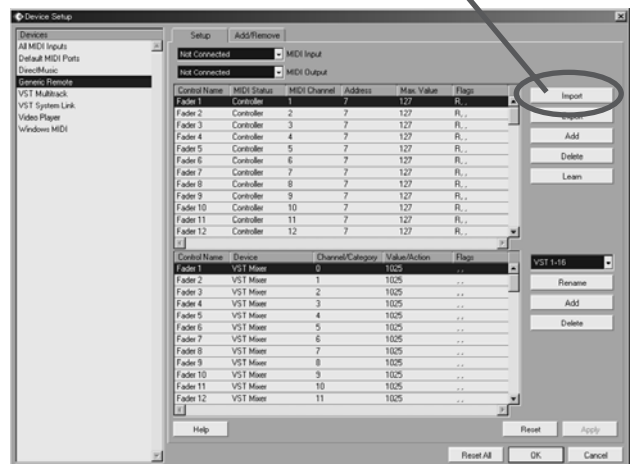 Device Setup
Devices
All MIDI Inputs
Default MIDI Ports
DirectMusic
Generic Remote
VST Multitrack
VST System Link
Video Player
Windows MIDI
Setup Add/Remove
Not Connected MIDI Input
Not Connected MIDI Output
Control Name MIDI Status MIDI Channel Address Max. Value Flags
Fader 1 Controller 1 7 127 R, ,
Fader 2 Controller 2 7 127 R, ,
Fader 3 Controller 3 7 127 R, ,
Fader 4 Controller 4 7 127 R, ,
Fader 5 Controller 5 7 127 R, ,
Fader 6 Controller 6 7 127 R, ,
Fader 7 Controller 7 7 127 R, ,
Fader 8 Controller 8 7 127 R, ,
Fader 9 Controller 9 7 127 R, ,
Fader 10 Controller 10 7 127 R, ,
Fader 11 Controller 11 7 127 R, ,
Fader 12 Controller 12 7 127 R, ,
Import
Export
Add
Delete
Learn
Control Name Device Channel/Category Value/Action Flags
Fader 1 VST Mixer 0 1025 , ,
Fader 2 VST Mixer 1 1025 , ,
Fader 3 VST Mixer 2 1025 , ,
Fader 4 VST Mixer 3 1025 , ,
Fader 5 VST Mixer 4 1025 , ,
Fader 6 VST Mixer 5 1025 , ,
Fader 7 VST Mixer 6 1025 , ,
Fader 8 VST Mixer 7 1025 , ,
Fader 9 VST Mixer 8 1025 , ,
Fader 10 VST Mixer 9 1025 , ,
Fader 11 VST Mixer 10 1025 , ,
Fader 12 VST Mixer 11 1025 , ,
VST 1-16
Rename
Add
Delete
Help Reset Apply
Reset All OK Cancel